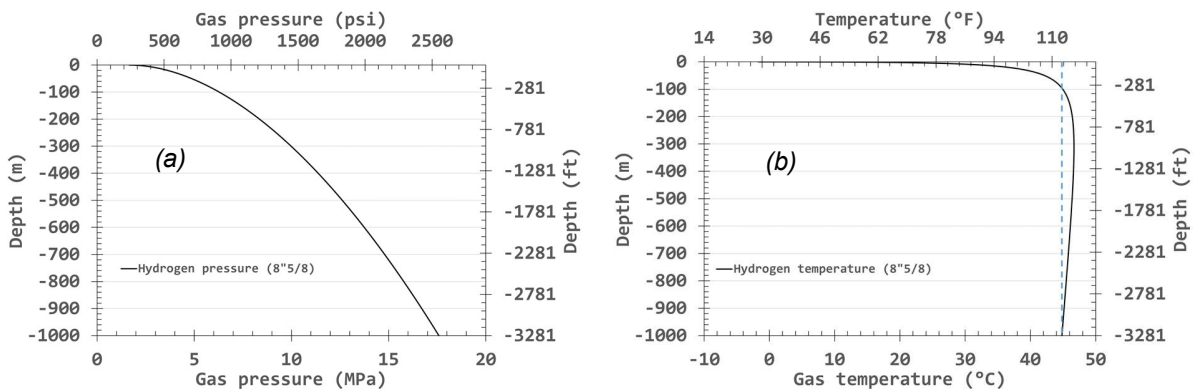 Gas pressure (psi)
0 500 1000 1500 2000 2500
0
-100
-200
-300
-400
-500
-600
-700
-800
-900
-1000
Depth (m)
(a)
Hydrogen pressure (8"5/8)
-281
-781
-1281
-1781
-2281
-2781
-3281
Depth (ft)
0 5 10 15 20
Gas pressure (MPa)
Temperature (°F)
14 30 46 62 78 94 110
0
-100
-200
-300
-400
-500
-600
-700
-800
-900
-1000
Depth (m)
(b)
Hydrogen temperature (8"5/8)
-281
-781
-1281
-1781
-2281
-2781
-3281
Depth (ft)
-10 0 10 20 30 40 50
Gas temperature (°C)